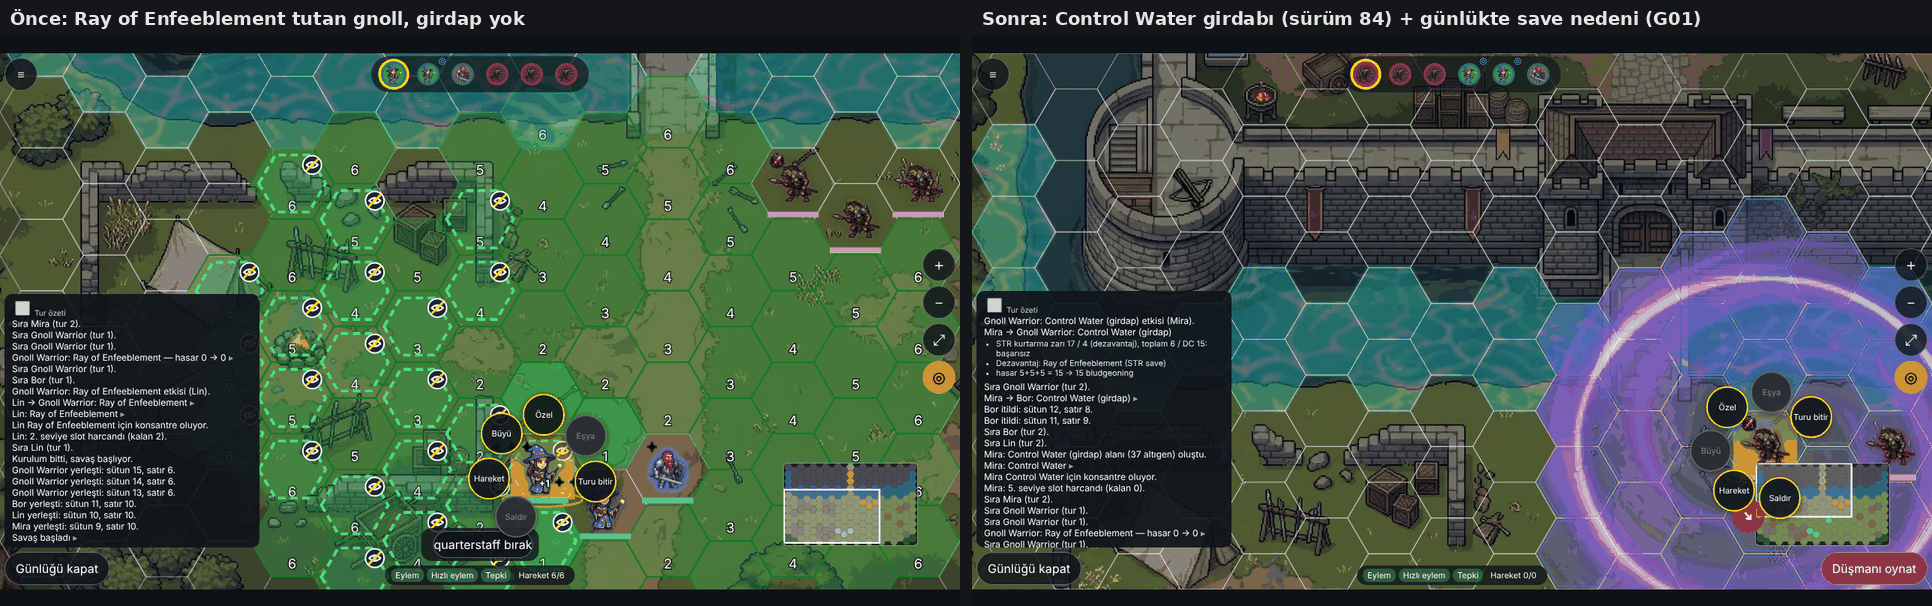 Önce: Ray of Enfeeblement tutan gnoll, girdap yok
Tur özeti
Sıra Mira (tur 2).
Sıra Gnoll Warrior (tur 1).
Sıra Gnoll Warrior (tur 1).
Gnoll Warrior: Ray of Enfeeblement — hasar 0 → 0 ▸
Sıra Gnoll Warrior (tur 1).
Sıra Bor (tur 1).
Gnoll Warrior: Ray of Enfeeblement etkisi (Lin).
Lin → Gnoll Warrior: Ray of Enfeeblement ▸
Lin: Ray of Enfeeblement ▸
Lin Ray of Enfeeblement için konsantre oluyor.
Lin: 2. seviye slot harcandı (kalan 2).
Sıra Lin (tur 1).
Kurulum bitti, savaş başlıyor.
Gnoll Warrior yerleşti: sütun 15, satır 6.
Gnoll Warrior yerleşti: sütun 14, satır 6.
Gnoll Warrior yerleşti: sütun 13, satır 6.
Bor yerleşti: sütun 11, satır 10.
Lin yerleşti: sütun 10, satır 10.
Mira yerleşti: sütun 9, satır 10.
Savaş başladı ▸
Günlüğü kapat
Özel
Büyü
Eşya
Hareket
Turu bitir
Saldır
quarterstaff bırak
Eylem Hızlı eylem Tepki Hareket 6/6
Sonra: Control Water girdabı (sürüm 84) + günlükte save nedeni (G01)
Tur özeti
Gnoll Warrior: Control Water (girdap) etkisi (Mira).
Mira → Gnoll Warrior: Control Water (girdap)
• STR kurtarma zarı 17 / 4 (dezavantaj), toplam 6 / DC 15:
başarısız
• Dezavantaj: Ray of Enfeeblement (STR save)
• hasar 5+5+5 = 15 → 15 bludgeoning
Sıra Gnoll Warrior (tur 2).
Mira → Bor: Control Water (girdap) ▸
Bor itildi: sütun 12, satır 8.
Bor itildi: sütun 11, satır 9.
Sıra Bor (tur 2).
Sıra Lin (tur 2).
Mira: Control Water (girdap) alanı (37 altıgen) oluştu.
Mira: Control Water ▸
Mira Control Water için konsantre oluyor.
Mira: 5. seviye slot harcandı (kalan 0).
Sıra Mira (tur 2).
Sıra Gnoll Warrior (tur 1).
Sıra Gnoll Warrior (tur 1).
Gnoll Warrior: Ray of Enfeeblement — hasar 0 → 0 ▸
Sıra Gnoll Warrior (tur 1).
Günlüğü kapat
Eşya
Özel
Turu bitir
Büyü
Hareket
Saldır
Eylem Hızlı eylem Tepki Hareket 0/0
Düşmanı oynat